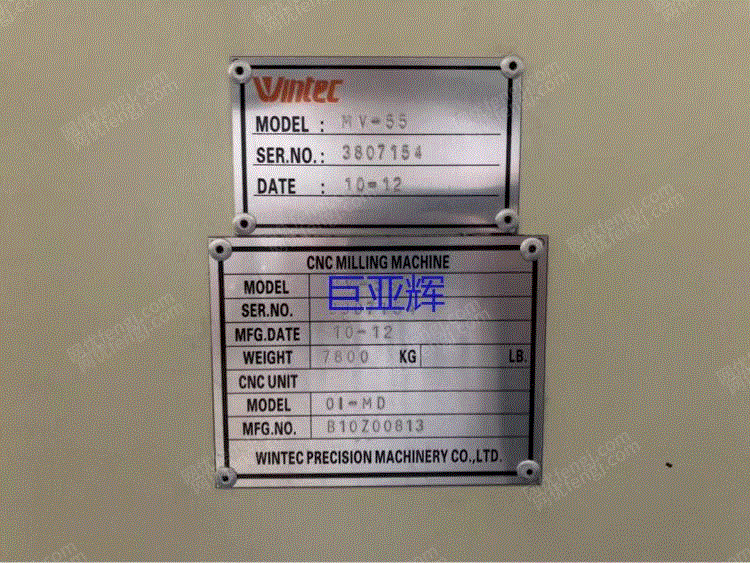 Wintec
MODEL : MV-55
SER.NO.: 3807154
DATE : 10-12
CNC MILLING MACHINE
MODEL
巨亚辉
SER.NO.
MFG.DATE 10-12
WEIGHT 7800 KG LB.
CNC UNIT
MODEL OI-MD
MFG.NO. B10Z00813
WINTEC PRECISION MACHINERY CO.,LTD.